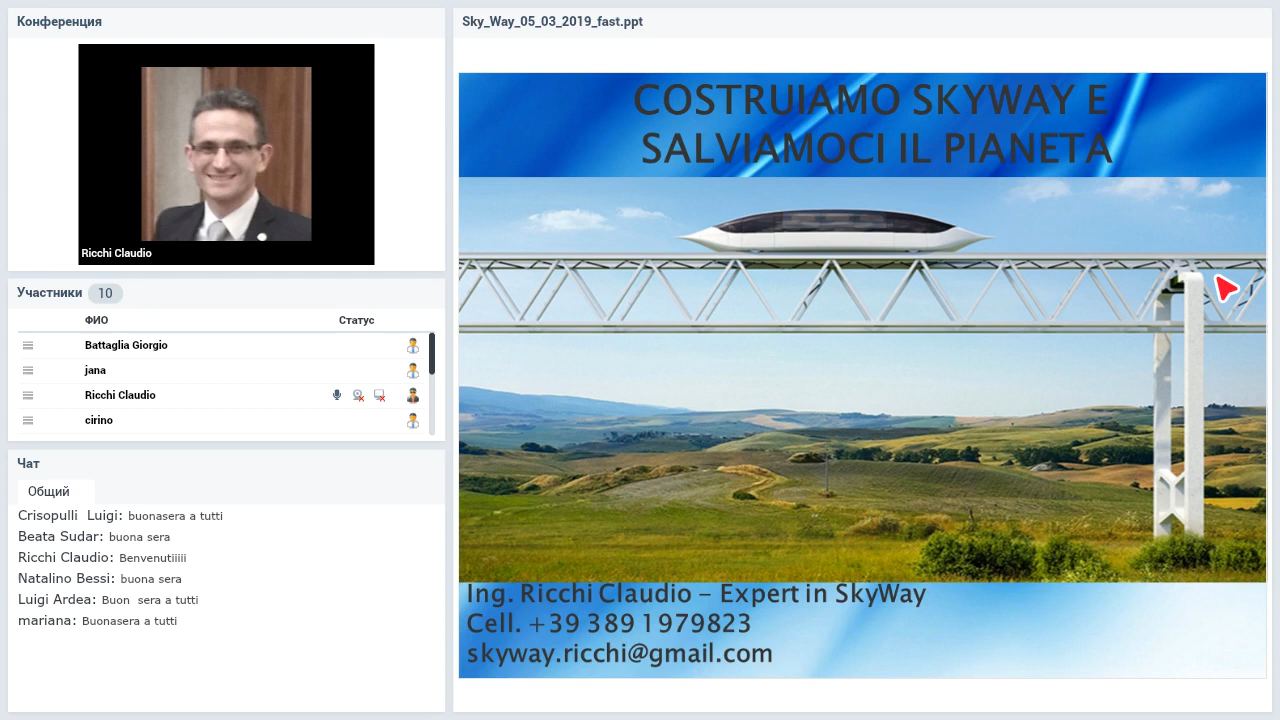 Конференция
Ricchi Claudio
Участники 10
ФИО Статус
Battaglia Giorgio
jana
Ricchi Claudio
cirino
Чат
Общий
Crisopulli  Luigi: buonasera a tutti
Beata Sudar: buona sera
Ricchi Claudio: Benvenutiiiii
Natalino Bessi: buona sera
Luigi Ardea: Buon  sera a tutti
mariana: Buonasera a tutti
Sky_Way_05_03_2019_fast.ppt
COSTRUIAMO SKYWAY E
SALVIAMOCI IL PIANETA
Ing. Ricchi Claudio – Expert in SkyWay
Cell. +39 389 1979823
skyway.ricchi@gmail.com